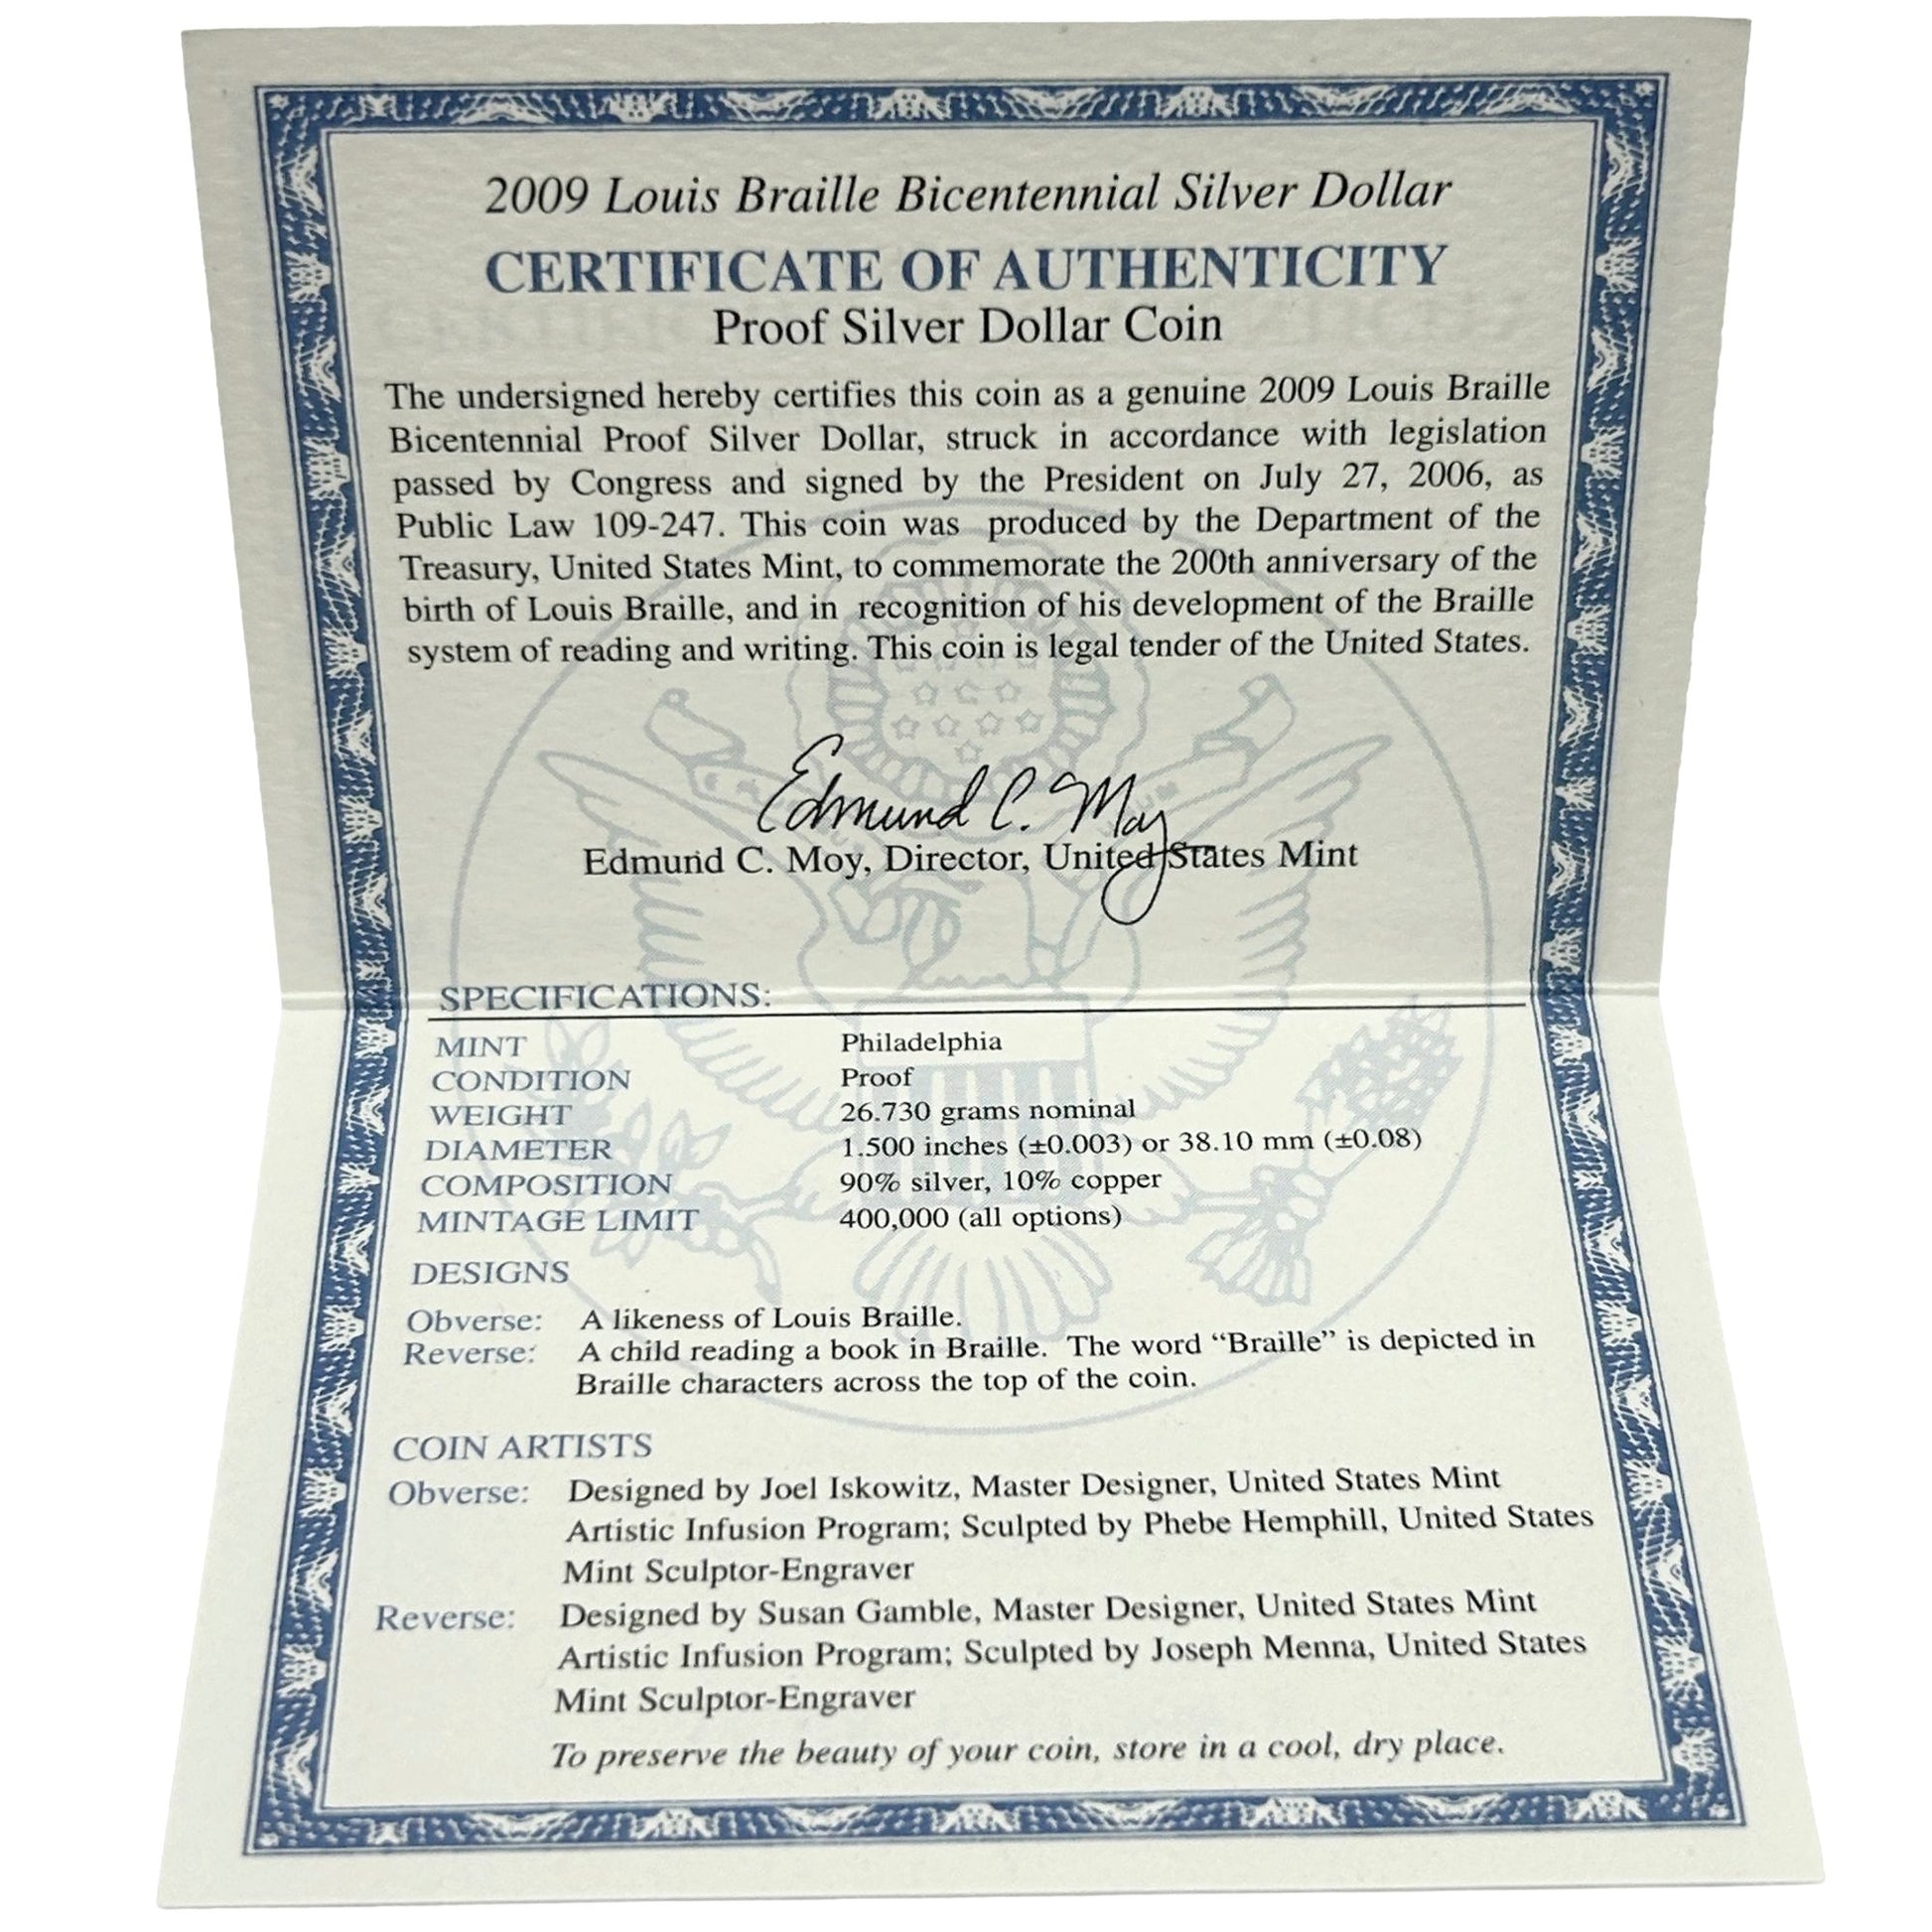 2009 Louis Braille Bicentennial Silver Dollar
CERTIFICATE OF AUTHENTICITY
Proof Silver Dollar Coin
The undersigned hereby certifies this coin as a genuine 2009 Louis Braille
Bicentennial Proof Silver Dollar, struck in accordance with legislation
passed by Congress and signed by the President on July 27, 2006, as
Public Law 109-247. This coin was produced by the Department of the
Treasury, United States Mint, to commemorate the 200th anniversary of the
birth of Louis Braille, and in recognition of his development of the Braille
system of reading and writing. This coin is legal tender of the United States.
Edmund C. Moy
Edmund C. Moy, Director, United States Mint
SPECIFICATIONS:
MINT Philadelphia
CONDITION Proof
WEIGHT 26.730 grams nominal
DIAMETER 1.500 inches (±0.003) or 38.10 mm (±0.08)
COMPOSITION 90% silver, 10% copper
MINTAGE LIMIT 400,000 (all options)
DESIGNS
Obverse: A likeness of Louis Braille.
Reverse: A child reading a book in Braille. The word “Braille” is depicted in
Braille characters across the top of the coin.
COIN ARTISTS
Obverse: Designed by Joel Iskowitz, Master Designer, United States Mint
Artistic Infusion Program; Sculpted by Phebe Hemphill, United States
Mint Sculptor-Engraver
Reverse: Designed by Susan Gamble, Master Designer, United States Mint
Artistic Infusion Program; Sculpted by Joseph Menna, United States
Mint Sculptor-Engraver
To preserve the beauty of your coin, store in a cool, dry place.